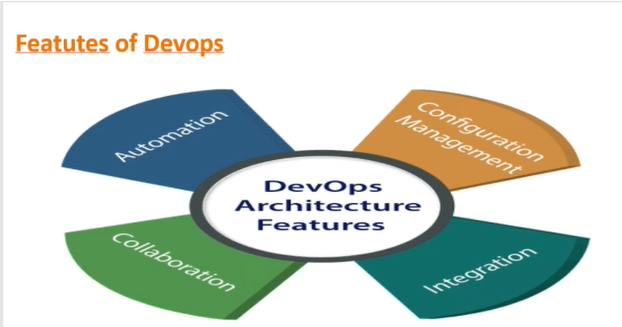 Featutes of Devops
Automation
Configuration
Management
DevOps
Architecture
Features
Collaboration
Integration